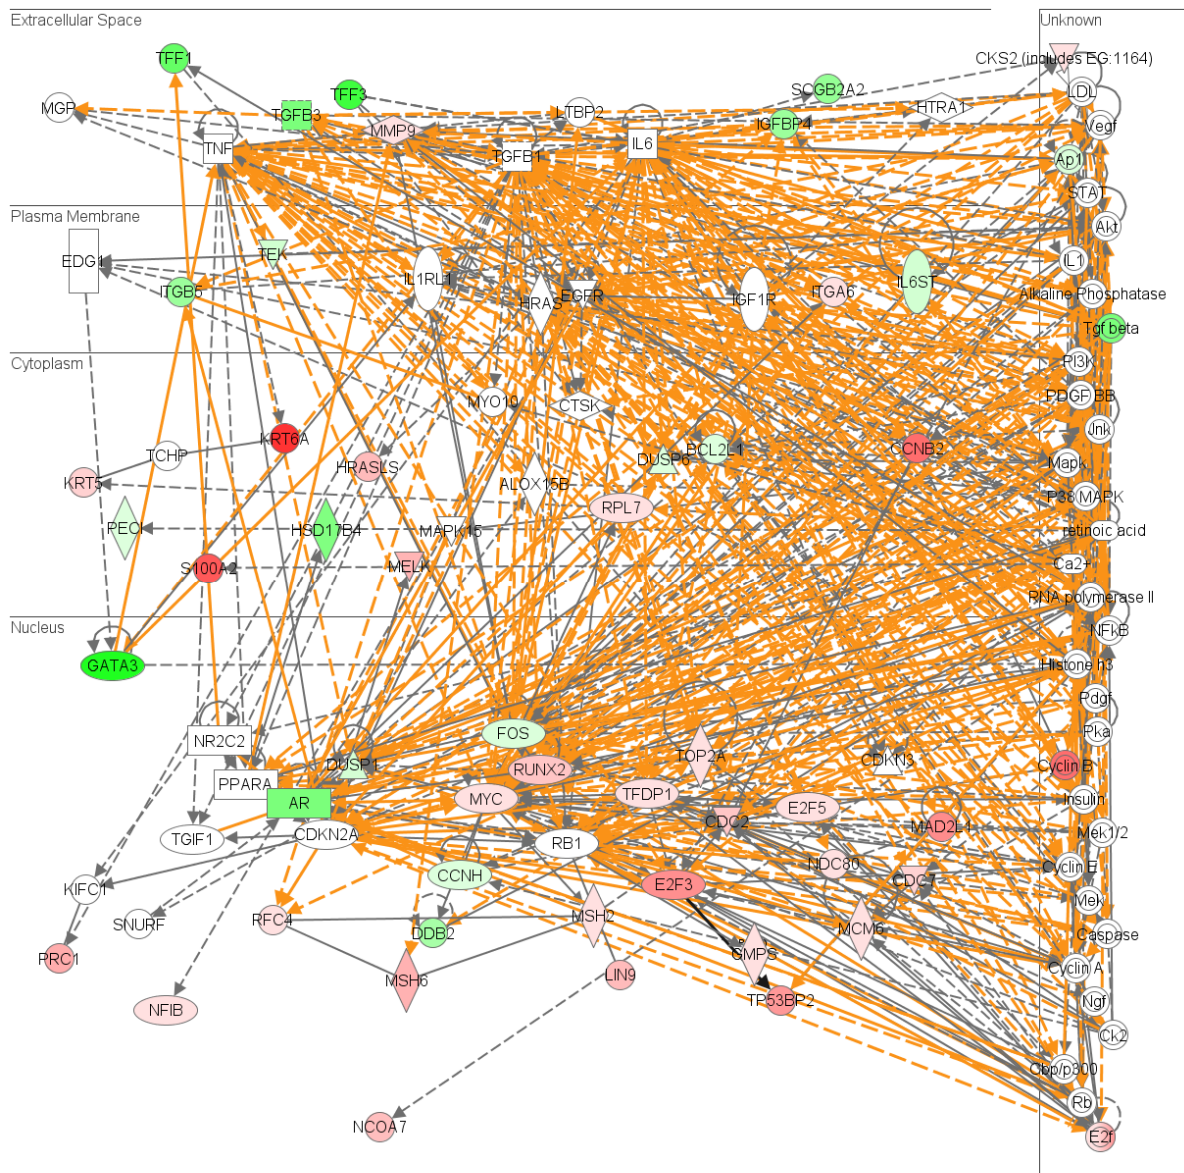 Extracellular Space
Unknown
TFF1
CKS2 (includes EG:1164)
TFF3
SCGB2A2
LDL
MGP
TGFB3
LTBP2
HTRA1
MMP9
IGFBP4
Vegf
TNF
TGFB1
IL6
Ap1
STAT
Plasma Membrane
Akt
EDG1
TEK
IL1
ITGB5
IL1RL1
HRAS
EGFR
IGF1R
ITGA6
IL6ST
Alkaline Phosphatase
Tgf beta
Cytoplasm
PI3K
PDGF BB
MYO10
CTSK
Jnk
KRT6A
TCHP
HRASLS
DUSP6
BCL2L1
CCNB2
Mapk
KRT5
ALOX15B
P38 MAPK
RPL7
PECI
HSD17B4
MAPK15
retinoic acid
S100A2
MELK
Ca2+
RNA polymerase II
Nucleus
NFkB
GATA3
Histone h3
Pdgf
NR2C2
FOS
Pka
TOP2A
CDKN3
DUSP1
RUNX2
Cyclin B
PPARA
AR
MYC
TFDP1
E2F5
Insulin
CDC2
MAD2L1
Mek1/2
TGIF1
CDKN2A
RB1
NDC80
Cyclin E
CCNH
E2F3
CDC7
KIFC1
Mek
SNURF
RFC4
MSH2
DDB2
MCM6
Caspase
PRC1
GMPS
Cyclin A
MSH6
LIN9
TP53BP2
Ngf
NFIB
Ck2
Cbp/p300
Rb
NCOA7
E2f